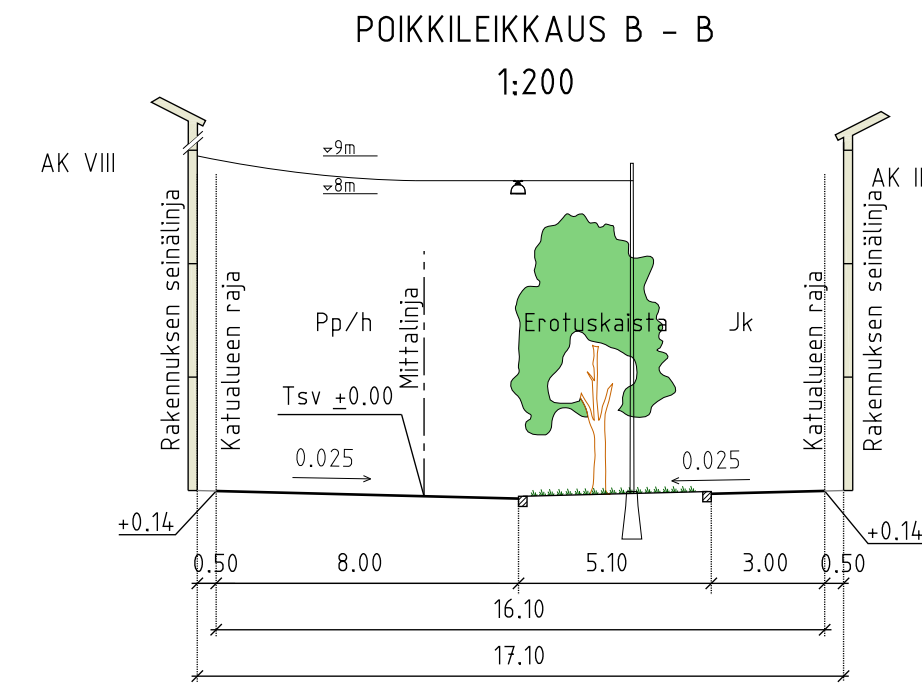 POIKKILEIKKAUS B – B
1:200
AK VIII
9m
8m
AK II
Rakennuksen seinälinja
Katualueen raja
Pp/h
Mittalinja
Erotuskaista
Jk
Katualueen raja
Rakennuksen seinälinja
Tsv ±0.00
0.025
0.025
+0.14
+0.14
0.50
8.00
5.10
3.00
0.50
16.10
17.10